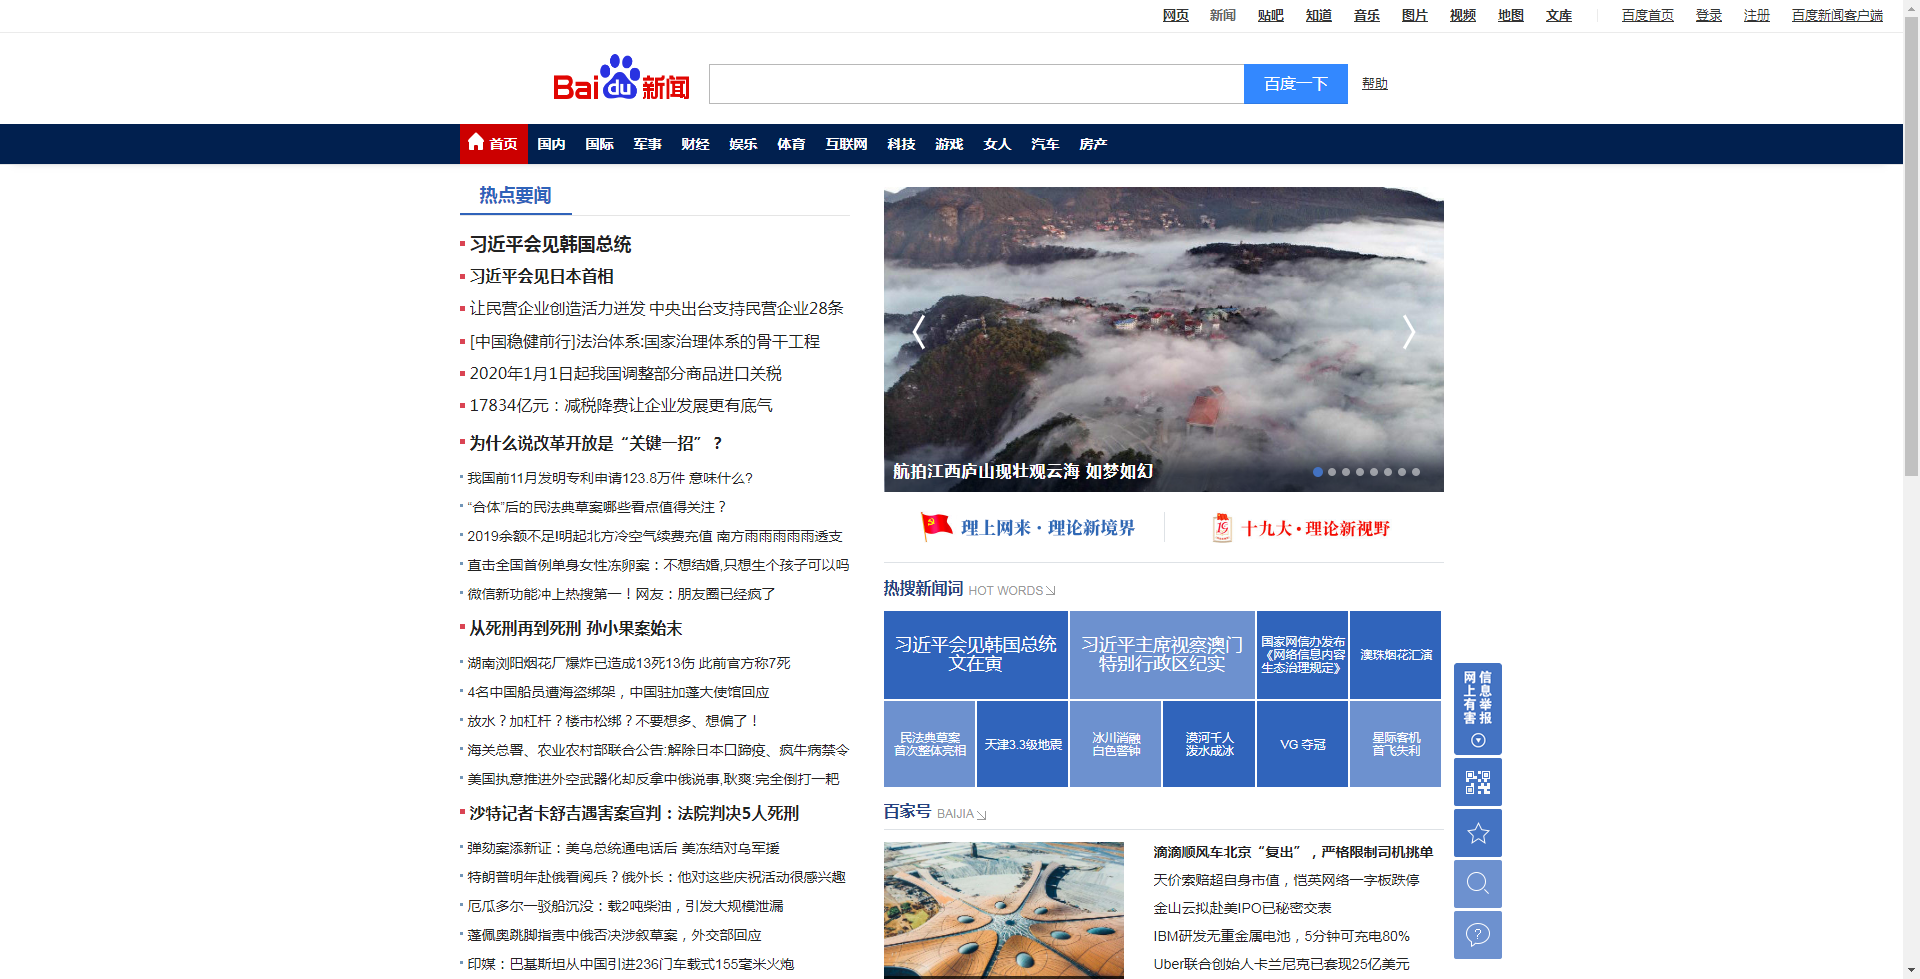 网页 新闻 贴吧 知道 音乐 图片 视频 地图 文库 百度首页 登录 注册 百度新闻客户端
Baidu新闻
百度一下 帮助
首页 国内 国际 军事 财经 娱乐 体育 互联网 科技 游戏 女人 汽车 房产
热点要闻
习近平会见韩国总统
习近平会见日本首相
让民营企业创造活力迸发 中央出台支持民营企业28条
[中国稳健前行]法治体系:国家治理体系的骨干工程
2020年1月1日起我国调整部分商品进口关税
17834亿元：减税降费让企业发展更有底气
为什么说改革开放是“关键一招”？
我国前11月发明专利申请123.8万件 意味什么?
“合体”后的民法典草案哪些看点值得关注？
2019余额不足!明起北方冷空气续费充值 南方雨雨雨雨雨透支
直击全国首例单身女性冻卵案：不想结婚,只想生个孩子可以吗
微信新功能冲上热搜第一！网友：朋友圈已经疯了
从死刑再到死刑 孙小果案始末
湖南浏阳烟花厂爆炸已造成13死13伤 此前官方称7死
4名中国船员遭海盗绑架，中国驻加蓬大使馆回应
放水？加杠杆？楼市松绑？不要想多、想偏了！
海关总署、农业农村部联合公告:解除日本口蹄疫、疯牛病禁令
美国执意推进外空武器化却反拿中俄说事,耿爽:完全倒打一耙
沙特记者卡舒吉遇害案宣判：法院判决5人死刑
弹劾案添新证：美乌总统通电话后 美冻结对乌军援
特朗普明年赴俄看阅兵？俄外长：他对这些庆祝活动很感兴趣
厄瓜多尔一驳船沉没：载2吨柴油，引发大规模泄漏
蓬佩奥跳脚指责中俄否决涉叙草案，外交部回应
印媒：巴基斯坦从中国引进236门车载式155毫米火炮
航拍江西庐山现壮观云海 如梦如幻
理上网来·理论新境界
19 十九大·理论新视野
热搜新闻词 HOT WORDS
习近平会见韩国总统
文在寅
习近平主席视察澳门
特别行政区纪实
国家网信办发布
《网络信息内容
生态治理规定》
澳珠烟花汇演
民法典草案
首次整体亮相
天津3.3级地震
冰川消融
白色警钟
漠河千人
泼水成冰
VG 夺冠
星际客机
首飞失利
百家号 BAIJIA
滴滴顺风车北京“复出”，严格限制司机挑单
天价索赔超自身市值，恺英网络一字板跌停
金山云拟赴美IPO已秘密交表
IBM研发无重金属电池，5分钟可充电80%
Uber联合创始人卡兰尼克已套现25亿美元
网上有害
信息举报